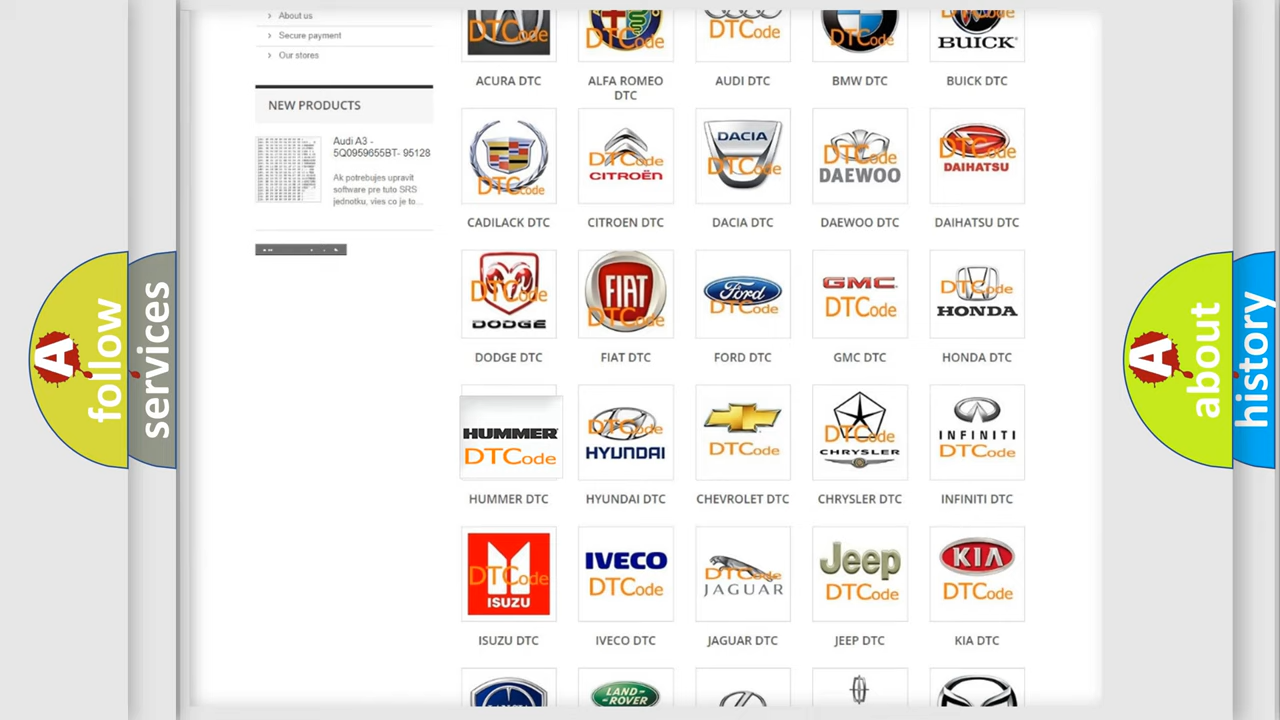 About us
Secure payment
Our stores
NEW PRODUCTS
Audi A3 -
5Q0959655BT- 95128
Ak potrebujes upravit
software pre tuto SRS
jednotku, vies co je to...
A follow
services
DTCode
DTCode
DTCode
DTCode
DTCode
BUICK
ACURA DTC
ALFA ROMEO
DTC
AUDI DTC
BMW DTC
BUICK DTC
DTCode
DTCode
CITROËN
DACIA
DTCode
DTCode
DAEWOO
DTCode
DAIHATSU
CADILACK DTC
CITROEN DTC
DACIA DTC
DAEWOO DTC
DAIHATSU DTC
DTCode
DODGE
FIAT
DTCode
Ford
DTCode
GMC
DTCode
DTCode
HONDA
DODGE DTC
FIAT DTC
FORD DTC
GMC DTC
HONDA DTC
HUMMER
DTCode
DTCode
HYUNDAI
DTCode
DTCode
CHRYSLER
INFINITI
DTCode
HUMMER DTC
HYUNDAI DTC
CHEVROLET DTC
CHRYSLER DTC
INFINITI DTC
DTCode
ISUZU
IVECO
DTCode
DTCode
JAGUAR
Jeep
DTCode
KIA
DTCode
ISUZU DTC
IVECO DTC
JAGUAR DTC
JEEP DTC
KIA DTC
LAND-
ROVER
A about
history